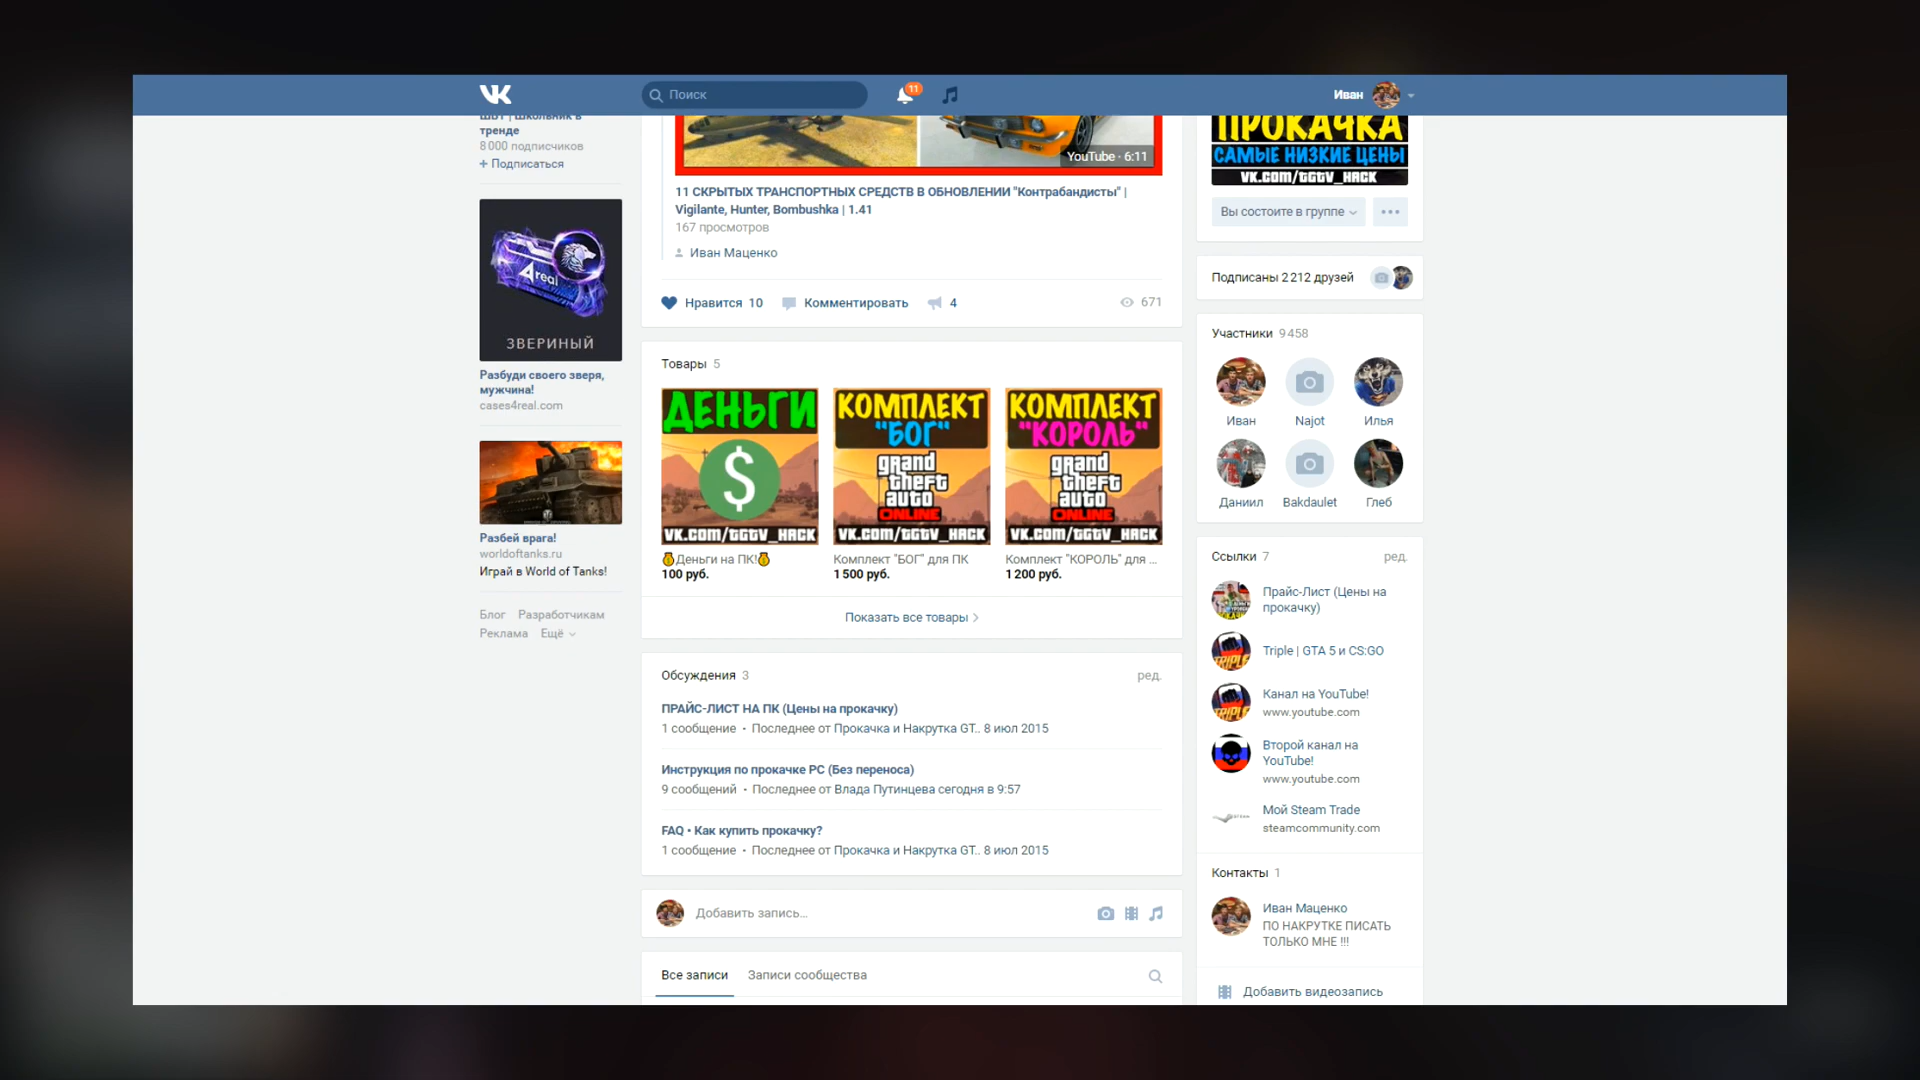 Поиск
11
Иван
ШВТ | Школьник в
тренде
8 000 подписчиков
+ Подписаться
4real
ЗВЕРИНЫЙ
Разбуди своего зверя,
мужчина!
cases4real.com
Разбей врага!
worldoftanks.ru
Играй в World of Tanks!
Блог Разработчикам
Реклама Ещё
YouTube · 6:11
11 СКРЫТЫХ ТРАНСПОРТНЫХ СРЕДСТВ В ОБНОВЛЕНИИ "Контрабандисты" |
Vigilante, Hunter, Bombushka | 1.41
167 просмотров
Иван Маценко
Нравится 10 Комментировать 4 671
Товары 5
ДЕНЬГИ
$
VK.COM/TGTV_HACK
Деньги на ПК!
100 руб.
КОМПЛЕКТ
"БОГ"
grand
theft
auto
ONLINE
VK.COM/TGTV_HACK
Комплект "БОГ" для ПК
1 500 руб.
КОМПЛЕКТ
"КОРОЛЬ"
grand
theft
auto
ONLINE
VK.COM/TGTV_HACK
Комплект "КОРОЛЬ" для ...
1 200 руб.
Показать все товары
Обсуждения 3 ред.
ПРАЙС-ЛИСТ НА ПК (Цены на прокачку)
1 сообщение · Последнее от Прокачка и Накрутка GT.. 8 июл 2015
Инструкция по прокачке PC (Без переноса)
9 сообщений · Последнее от Влада Путинцева сегодня в 9:57
FAQ • Как купить прокачку?
1 сообщение · Последнее от Прокачка и Накрутка GT.. 8 июл 2015
Добавить запись...
Все записи Записи сообщества
ПРОКАЧКА
САМЫЕ НИЗКИЕ ЦЕНЫ
VK.COM/TGTV_HACK
Вы состоите в группе
Подписаны 2 212 друзей
Участники 9 458
Иван Najot Илья
Даниил Bakdaulet Глеб
Ссылки 7 ред.
Прайс-Лист (Цены на
прокачку)
TRIPLE
Triple | GTA 5 и CS:GO
TRIPLE
Канал на YouTube!
www.youtube.com
Второй канал на
YouTube!
www.youtube.com
Мой Steam Trade
steamcommunity.com
Контакты 1
Иван Маценко
ПО НАКРУТКЕ ПИСАТЬ
ТОЛЬКО МНЕ !!!
Добавить видеозапись